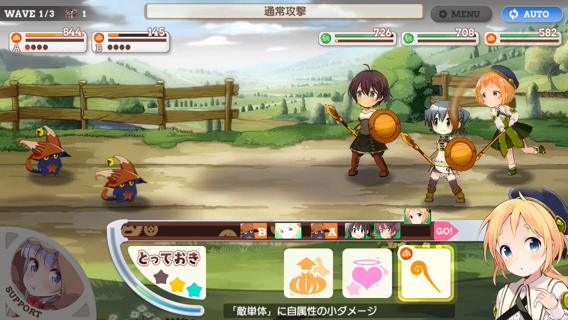 WAVE 1/3 1
通常攻撃
MENU
AUTO
844
145
726
708
582
A
B
B
A
GO!
とっておき
SUPPORT
「敵単体」に自属性の小ダメージ